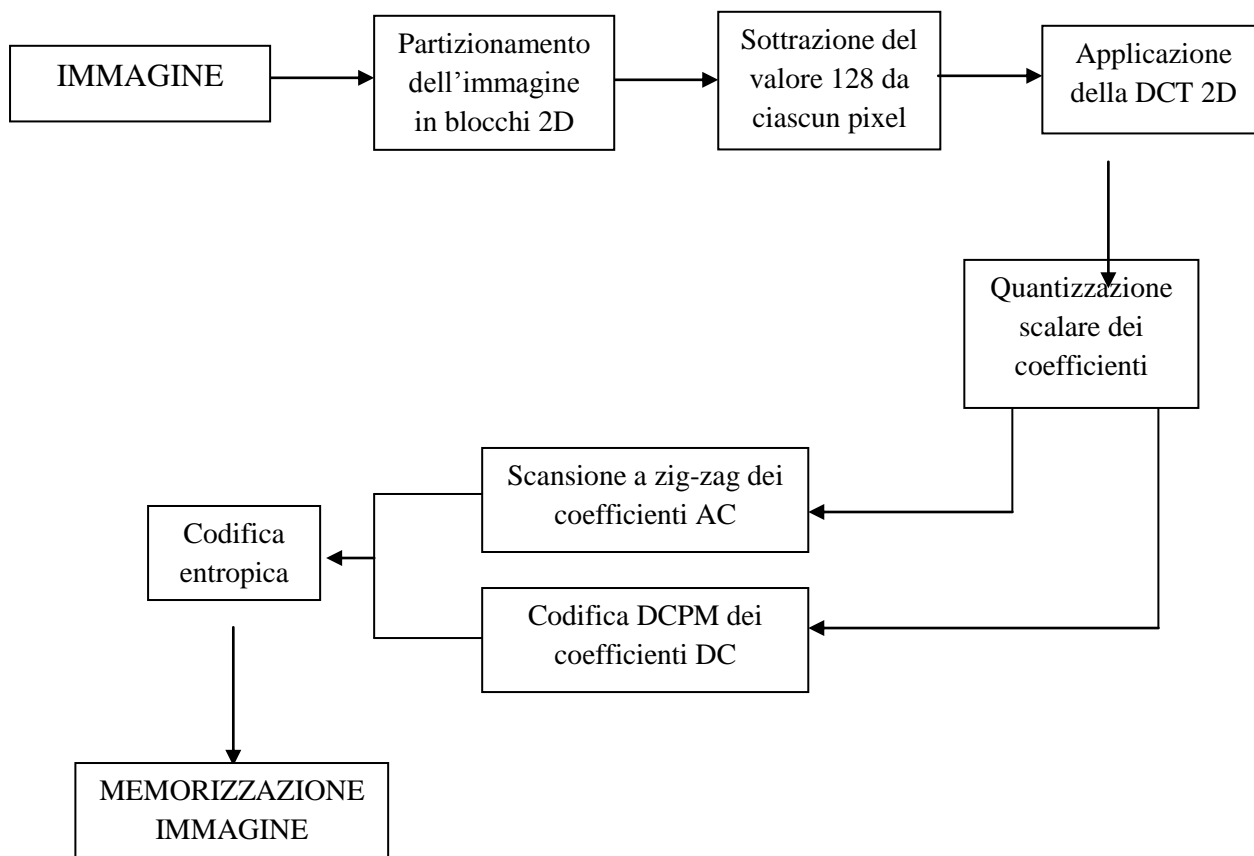 IMMAGINE
Partizionamento
dell’immagine
in blocchi 2D
Sottrazione del
valore 128 da
ciascun pixel
Applicazione
della DCT 2D
Quantizzazione
scalare dei
coefficienti
Scansione a zig-zag dei
coefficienti AC
Codifica DCPM dei
coefficienti DC
Codifica
entropica
MEMORIZZAZIONE
IMMAGINE